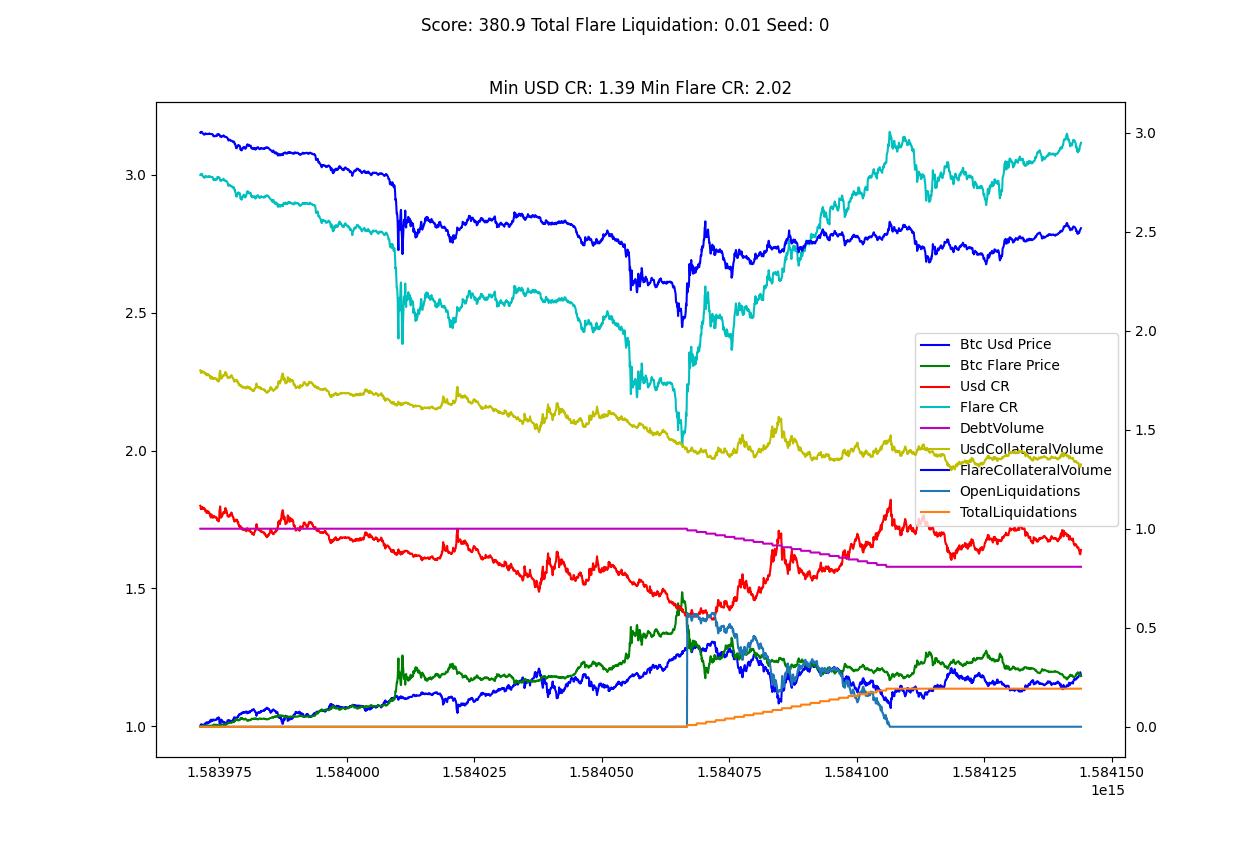 Score: 380.9 Total Flare Liquidation: 0.01 Seed: 0
Min USD CR: 1.39 Min Flare CR: 2.02
3.0
2.5
2.0
1.5
1.0
3.0
2.5
2.0
1.5
1.0
0.5
0.0
Btc Usd Price
Btc Flare Price
Usd CR
Flare CR
DebtVolume
UsdCollateralVolume
FlareCollateralVolume
OpenLiquidations
TotalLiquidations
1.583975 1.584000 1.584025 1.584050 1.584075 1.584100 1.584125 1.584150
1e15